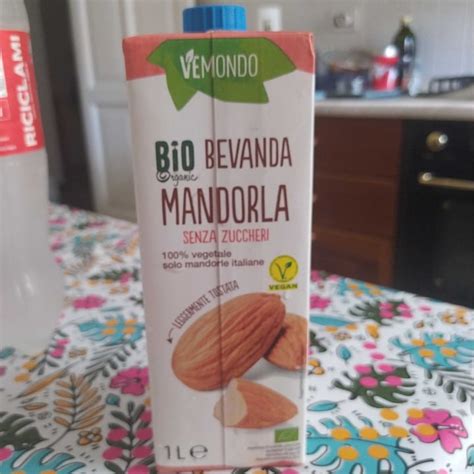 VEMONDO
BIO BEVANDA
Organic
MANDORLA
SENZA ZUCCHERI
100% vegetale
solo mandorle italiane
VEGAN
LEGGERMENTE TOSTATA
1L℮
RICICLAMI